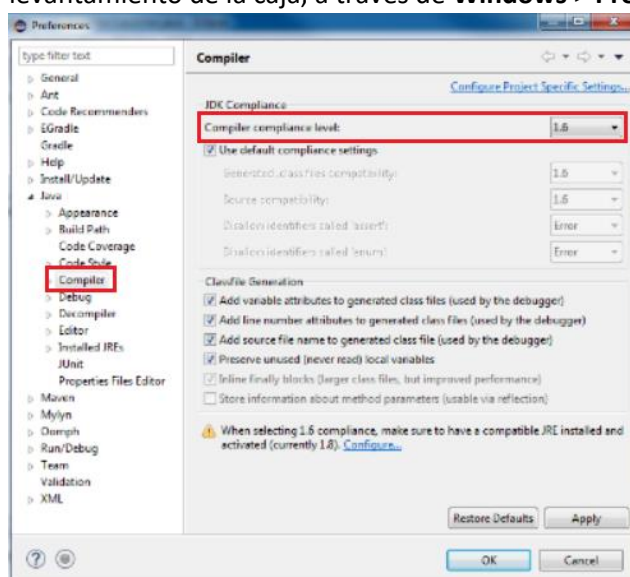 levantamiento de la caja, a través de Windows > Pre
Preferences
type filter text
General
Ant
Code Recommenders
EGradle
Gradle
Help
Install/Update
Java
Appearance
Build Path
Code Coverage
Code Style
Compiler
Debug
Decompiler
Editor
Installed JREs
JUnit
Properties Files Editor
Maven
Mylyn
Oomph
Run/Debug
Team
Validation
XML
Compiler
Configure Project Specific Settings...
JDK Compliance
Compiler compliance level: 1.6
Use default compliance settings
Generated .class files compatibility: 1.6
Source compatibility: 1.6
Disallow identifiers called 'assert': Error
Disallow identifiers called 'enum': Error
Classfile Generation
Add variable attributes to generated class files (used by the debugger)
Add line number attributes to generated class files (used by the debugger)
Add source file name to generated class file (used by the debugger)
Preserve unused (never read) local variables
Inline finally blocks (larger class files, but improved performance)
Store information about method parameters (usable via reflection)
When selecting 1.6 compliance, make sure to have a compatible JRE installed and
activated (currently 1.8). Configure...
Restore Defaults Apply
OK Cancel